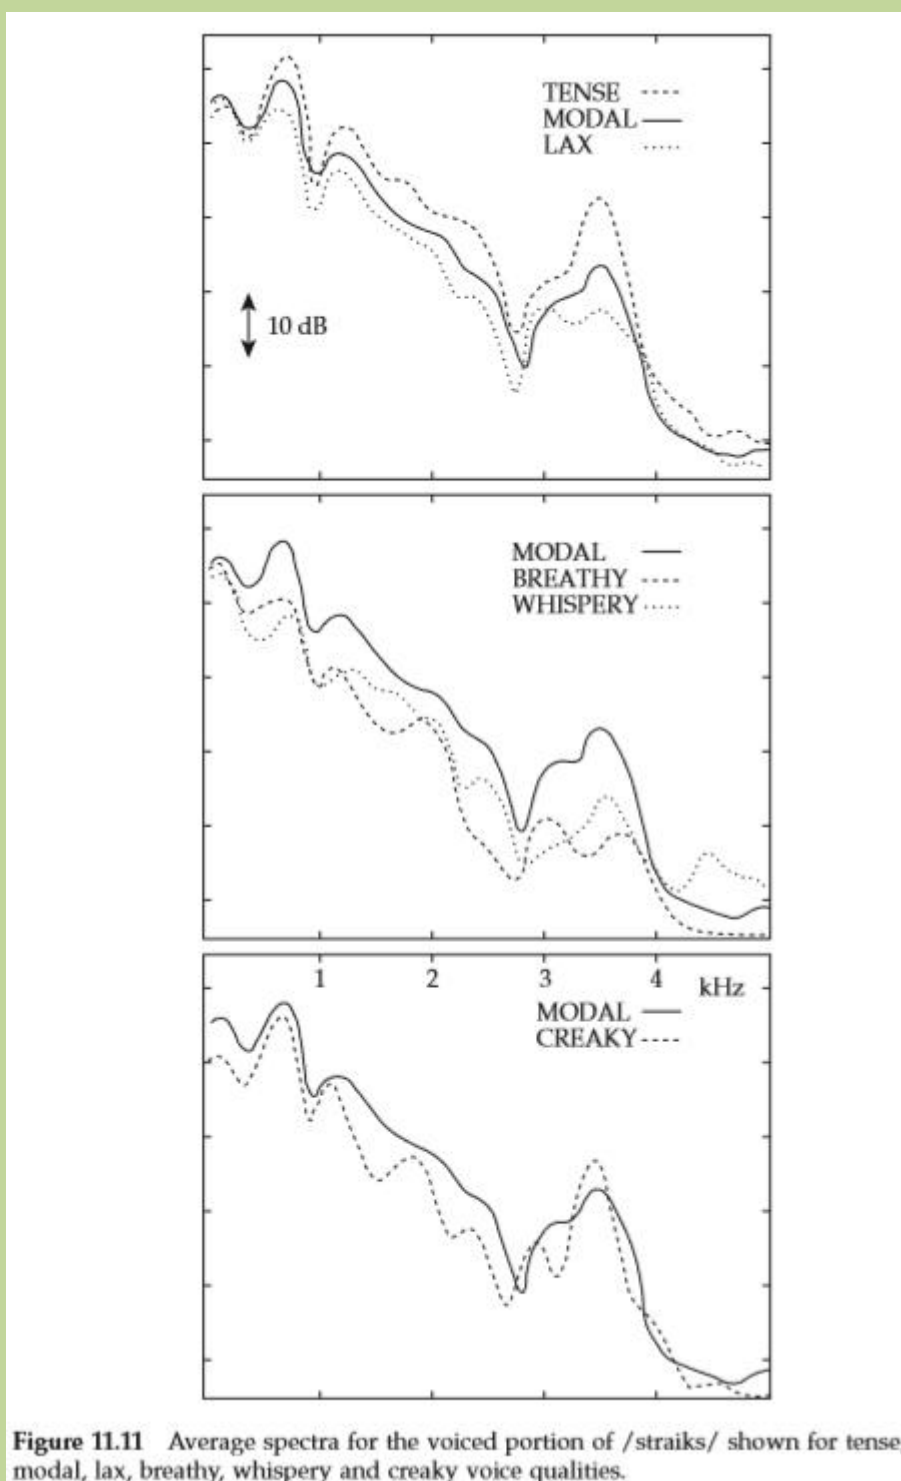 TENSE
MODAL
LAX
10 dB
MODAL
BREATHY
WHISPERY
1 2 3 4 kHz
MODAL
CREAKY
Figure 11.11 Average spectra for the voiced portion of /straiks/ shown for tense,
modal, lax, breathy, whispery and creaky voice qualities.